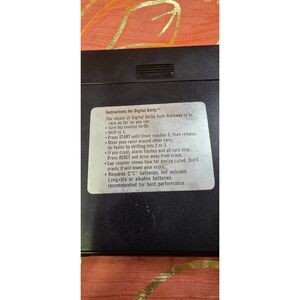 Instructions for Digital Derby™
The object of Digital Derby Auto Raceway is to
race as far as you can.
• Turn lap counter to 00.
• Shift to 1.
• Press START until timer reaches 5, then release.
• Steer your racer around other cars.
Go faster by shifting into 2 or 3.
• If you crash, alarm flashes and all cars stop.
Press RESET and drive away from crash.
• Lap counter shows how far you've raced. Don't
crash; it will lower your score.
• Requires 2 "C" batteries, not included.
Long-life or alkaline batteries
recommended for best performance.